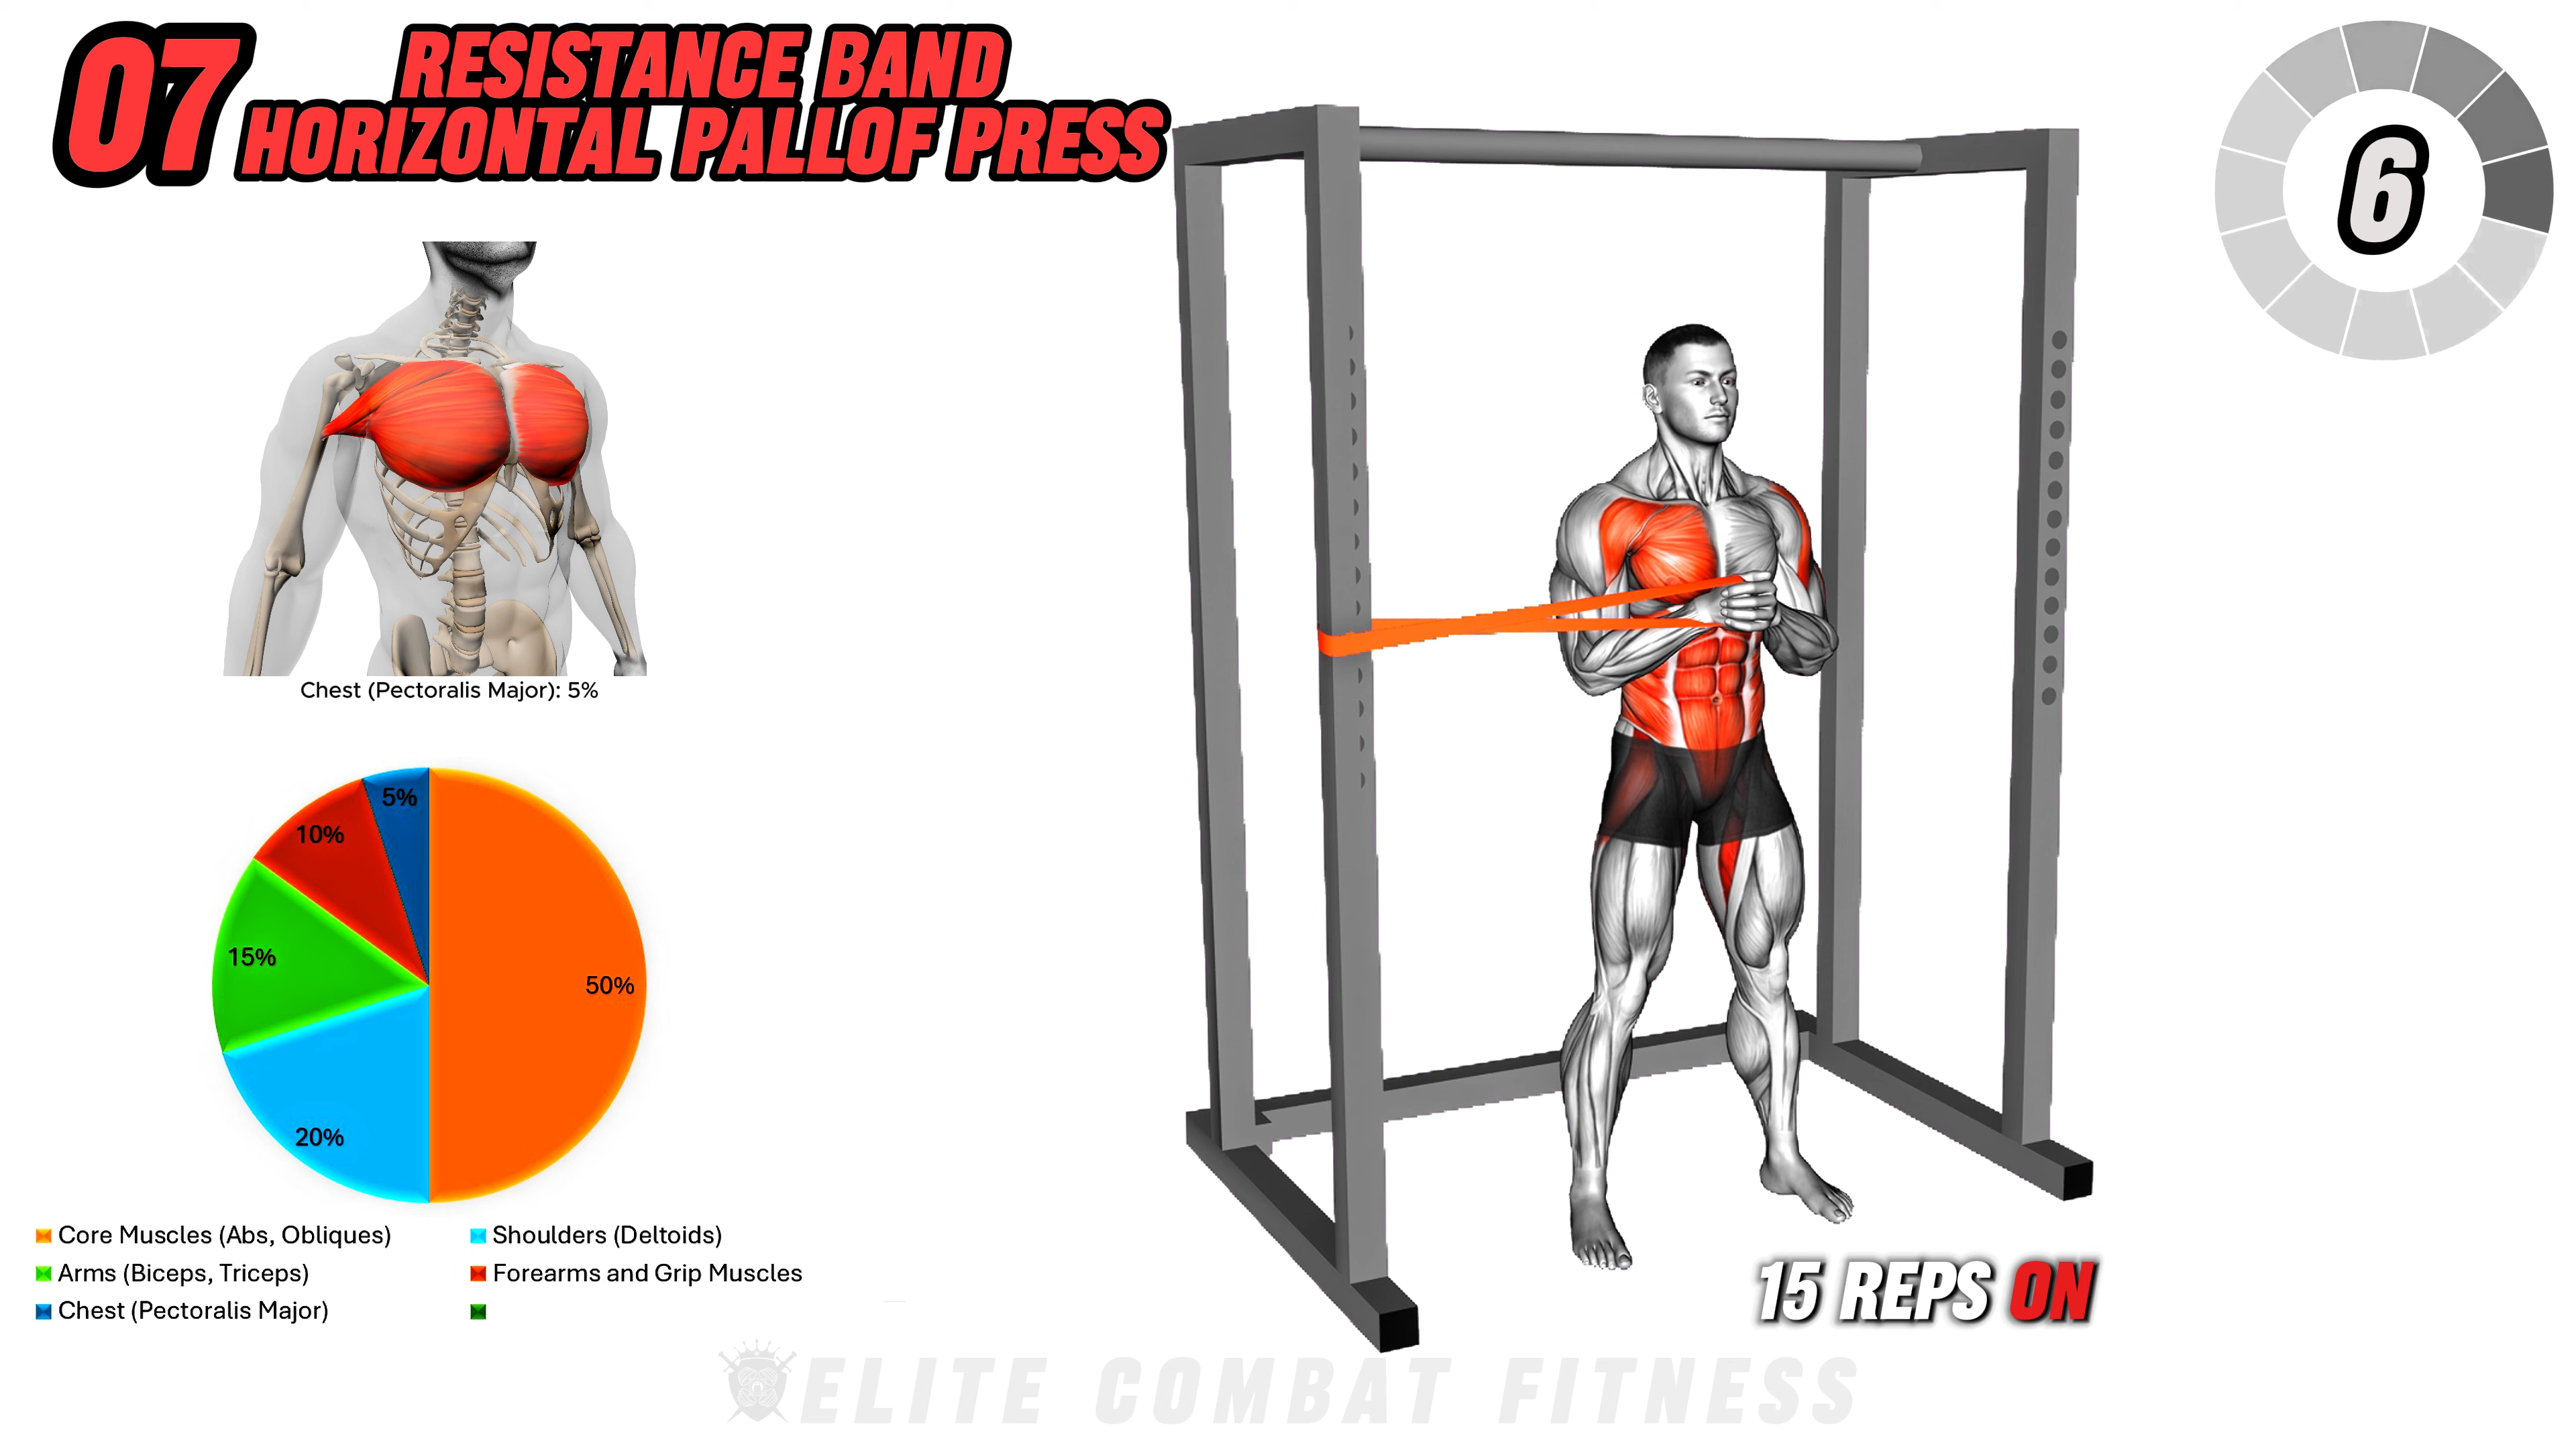 07 RESISTANCE BAND
HORIZONTAL PALLOF PRESS
6
Chest (Pectoralis Major): 5%
5%
10%
15%
50%
20%
Core Muscles (Abs, Obliques)
Shoulders (Deltoids)
Arms (Biceps, Triceps)
Forearms and Grip Muscles
Chest (Pectoralis Major)
15 REPS ON
ELITE COMBAT FITNESS